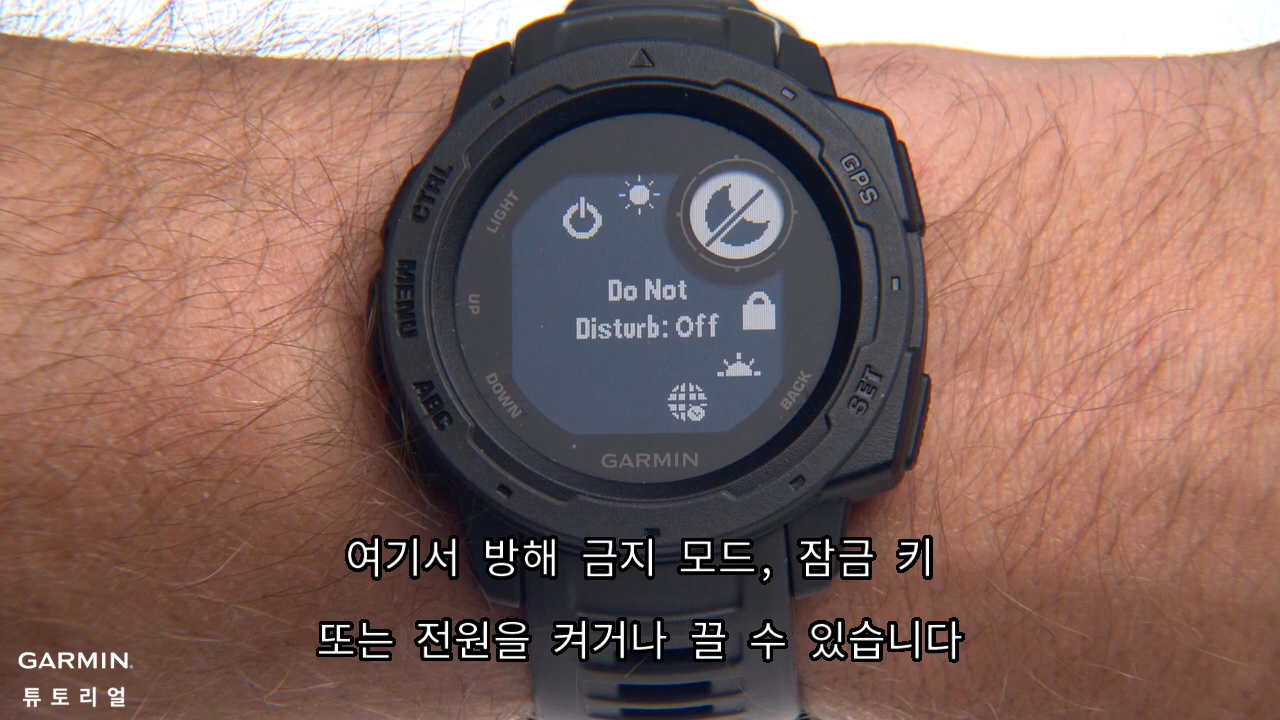 GPS
CTRL
LIGHT
Do Not
MENU
UP
Disturb: Off
SET
ABC
DOWN
BACK
GARMIN
여기서 방해 금지 모드, 잠금 키
또는 전원을 켜거나 끌 수 있습니다
GARMIN.
튜토리얼